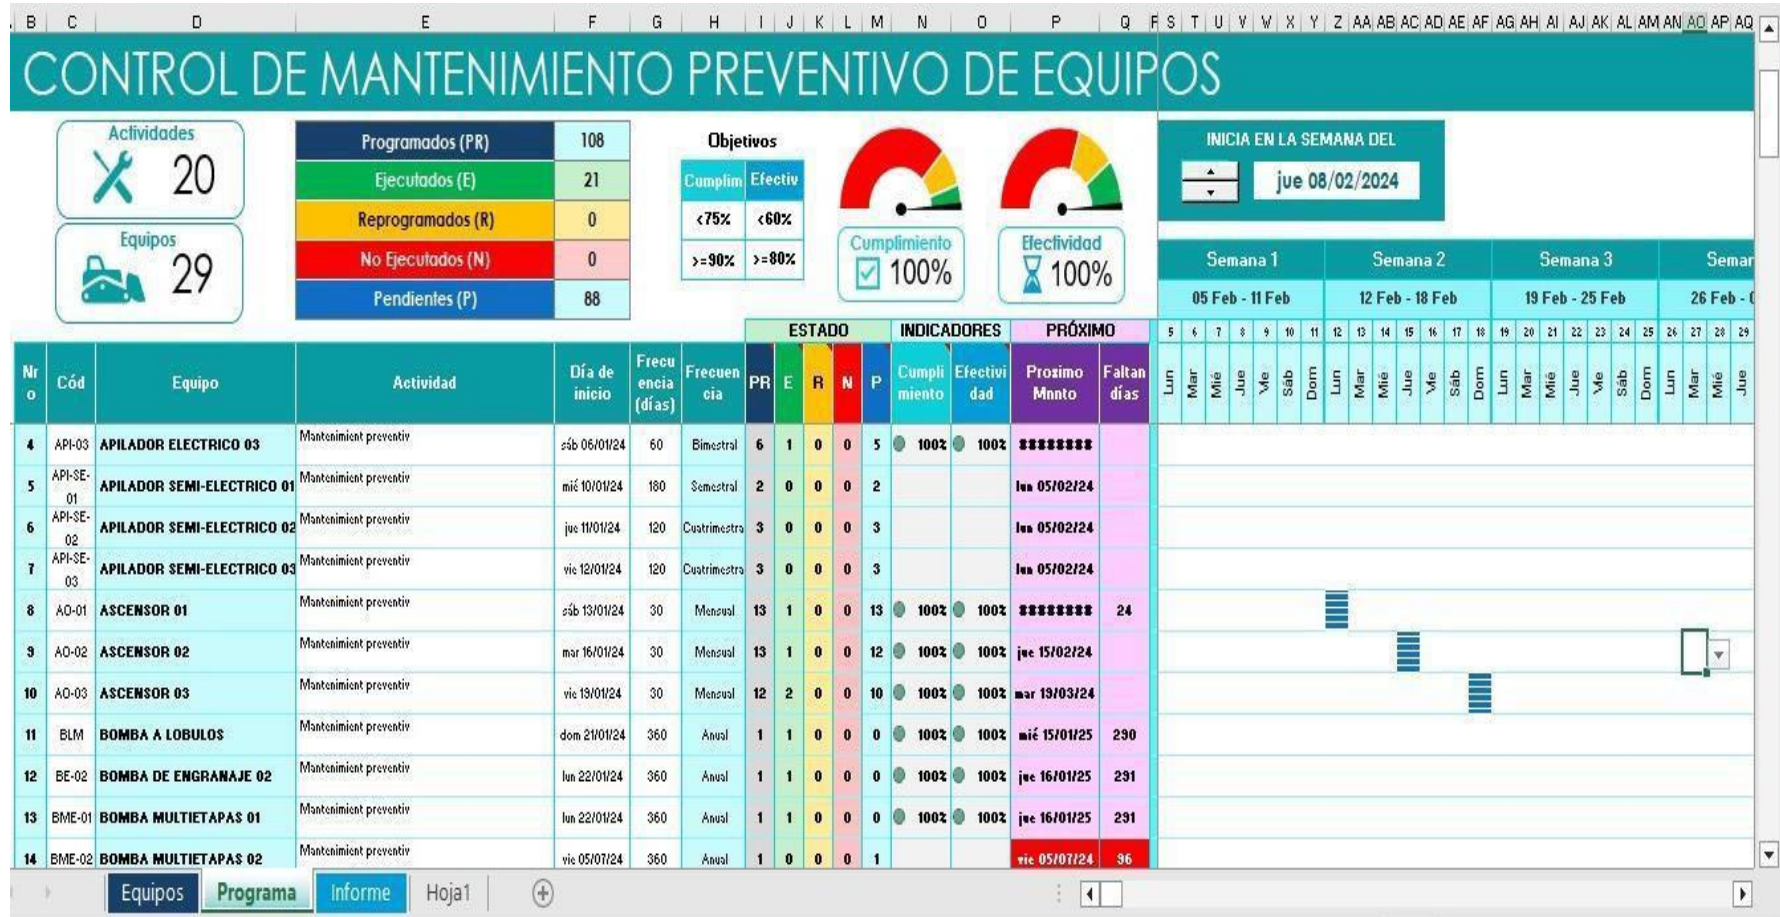 B C D E F G H I J K L M N O P Q F S T U V W X Y Z AA AB AC AD AE AF AG AH AI AJ AK AL AM AN AO AP AQ
CONTROL DE MANTENIMIENTO PREVENTIVO DE EQUIPOS
Actividades
20
Equipos
29
Programados (PR) 108
Ejecutados (E) 21
Reprogramados (R) 0
No Ejecutados (N) 0
Pendientes (P) 88
Objetivos
Cumplim Efectiv
<75% <60%
>=90% >=80%
Cumplimiento
100%
Efectividad
100%
INICIA EN LA SEMANA DEL
jue 08/02/2024
Semana 1 Semana 2 Semana 3 Semar
05 Feb - 11 Feb 12 Feb - 18 Feb 19 Feb - 25 Feb 26 Feb - 0
ESTADO INDICADORES PRÓXIMO
5 6 7 8 9 10 11 12 13 14 15 16 17 18 19 20 21 22 23 24 25 26 27 28 29
Nr
o
Cód
Equipo
Actividad
Día de
inicio
Frecu
encia
(días)
Frecuen
cia
PR E R N P
Cumpli
miento
Efectivi
dad
Proximo
Mnnto
Faltan
días
Lun Mar Mié Jue Vie Sáb Dom Lun Mar Mié Jue Vie Sáb Dom Lun Mar Mié Jue Vie Sáb Dom Lun Mar Mié Jue
4 API-03 APILADOR ELECTRICO 03 Mantenimient preventiv sáb 06/01/24 60 Bimestral 6 1 0 0 5 100% 100% ########
5 API-SE-01 APILADOR SEMI-ELECTRICO 01 Mantenimient preventiv mié 10/01/24 180 Semestral 2 0 0 0 2 lun 05/02/24
6 API-SE-02 APILADOR SEMI-ELECTRICO 02 Mantenimient preventiv jue 11/01/24 120 Cuatrimestra 3 0 0 0 3 lun 05/02/24
7 API-SE-03 APILADOR SEMI-ELECTRICO 03 Mantenimient preventiv vie 12/01/24 120 Cuatrimestra 3 0 0 0 3 lun 05/02/24
8 AO-01 ASCENSOR 01 Mantenimient preventiv sáb 13/01/24 30 Mensual 13 1 0 0 13 100% 100% ######## 24
9 AO-02 ASCENSOR 02 Mantenimient preventiv mar 16/01/24 30 Mensual 13 1 0 0 12 100% 100% jue 15/02/24
10 AO-03 ASCENSOR 03 Mantenimient preventiv vie 19/01/24 30 Mensual 12 2 0 0 10 100% 100% mar 19/03/24
11 BLM BOMBA A LOBULOS Mantenimient preventiv dom 21/01/24 360 Anual 1 1 0 0 0 100% 100% mié 15/01/25 290
12 BE-02 BOMBA DE ENGRANAJE 02 Mantenimient preventiv lun 22/01/24 360 Anual 1 1 0 0 0 100% 100% jue 16/01/25 291
13 BME-01 BOMBA MULTIETAPAS 01 Mantenimient preventiv lun 22/01/24 360 Anual 1 1 0 0 0 100% 100% jue 16/01/25 291
14 BME-02 BOMBA MULTIETAPAS 02 Mantenimient preventiv vie 05/07/24 360 Anual 1 0 0 0 1 vie 05/07/24 96
Equipos Programa Informe Hoja1